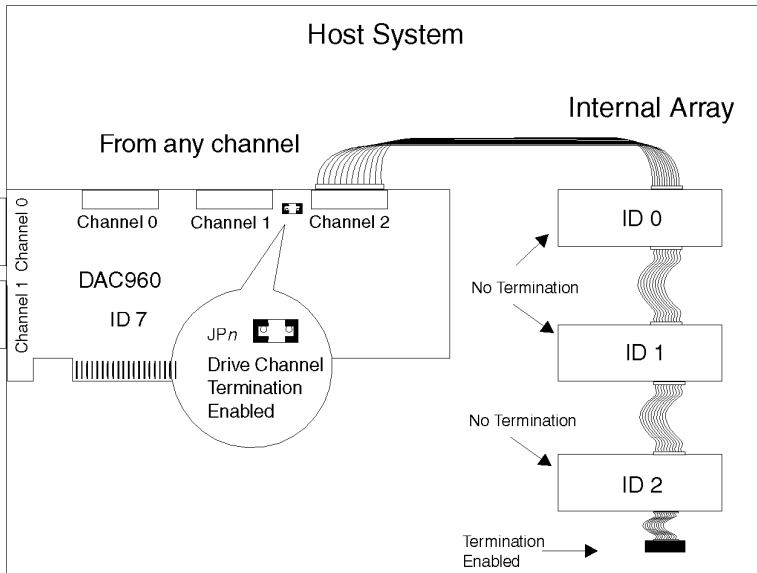 Host System
Internal Array
From any channel
Channel 0
Channel 1
Channel 2
Channel 0
Channel 1
DAC960
ID 7
JPn
Drive Channel
Termination
Enabled
ID 0
No Termination
ID 1
No Termination
ID 2
Termination
Enabled